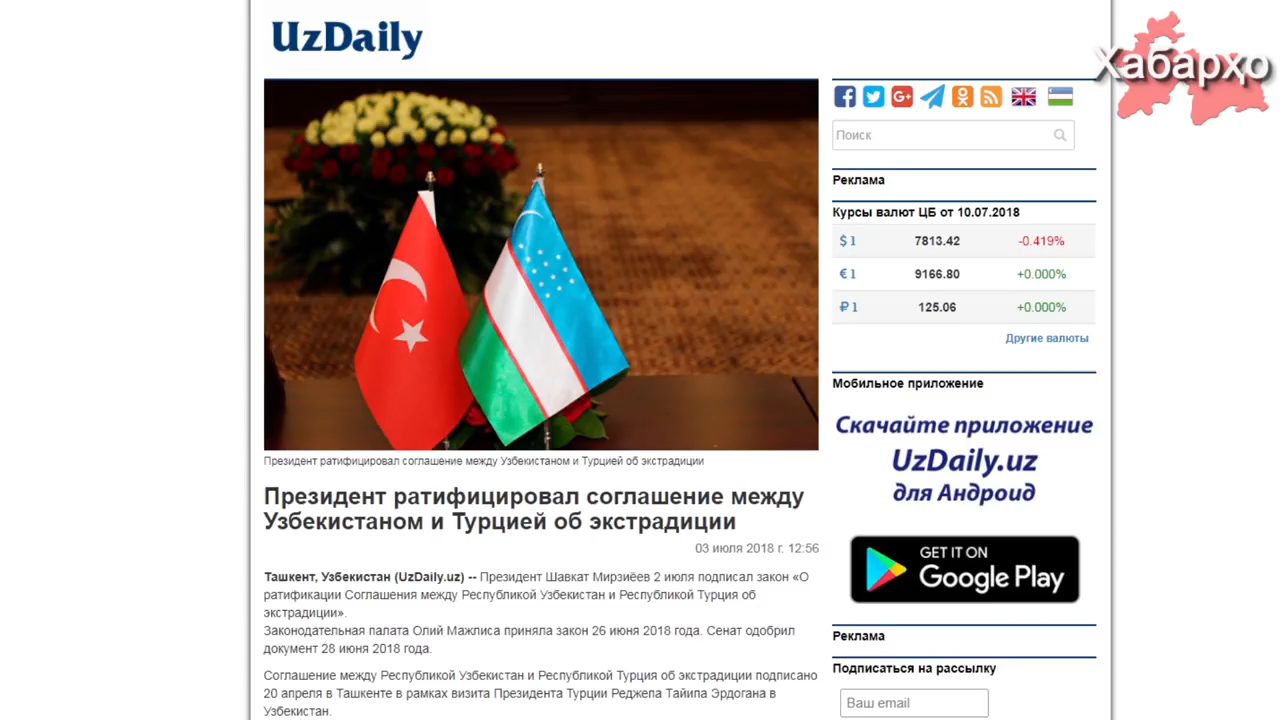 UzDaily
Хабарҳо
Поиск
Реклама
Курсы валют ЦБ от 10.07.2018
$ 1 7813.42 -0.419%
€ 1 9166.80 +0.000%
₽ 1 125.06 +0.000%
Другие валюты
Мобильное приложение
Скачайте приложение
UzDaily.uz
для Андроид
GET IT ON
Google Play
Реклама
Подписаться на рассылку
Ваш email
Президент ратифицировал соглашение между Узбекистаном и Турцией об экстрадиции
Президент ратифицировал соглашение между
Узбекистаном и Турцией об экстрадиции
03 июля 2018 г. 12:56
Ташкент, Узбекистан (UzDaily.uz) -- Президент Шавкат Мирзиёев 2 июля подписал закон «О
ратификации Соглашения между Республикой Узбекистан и Республикой Турция об
экстрадиции».
Законодательная палата Олий Мажлиса приняла закон 26 июня 2018 года. Сенат одобрил
документ 28 июня 2018 года.
Соглашение между Республикой Узбекистан и Республикой Турция об экстрадиции подписано
20 апреля в Ташкенте в рамках визита Президента Турции Реджепа Тайипа Эрдогана в
Узбекистан.